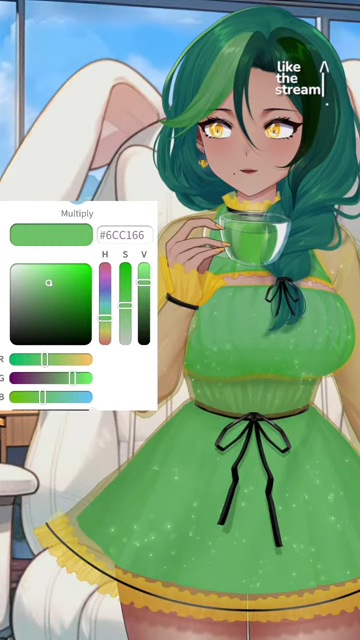 like
the
stream
Multiply
#6CC166
H S V
R
G
B